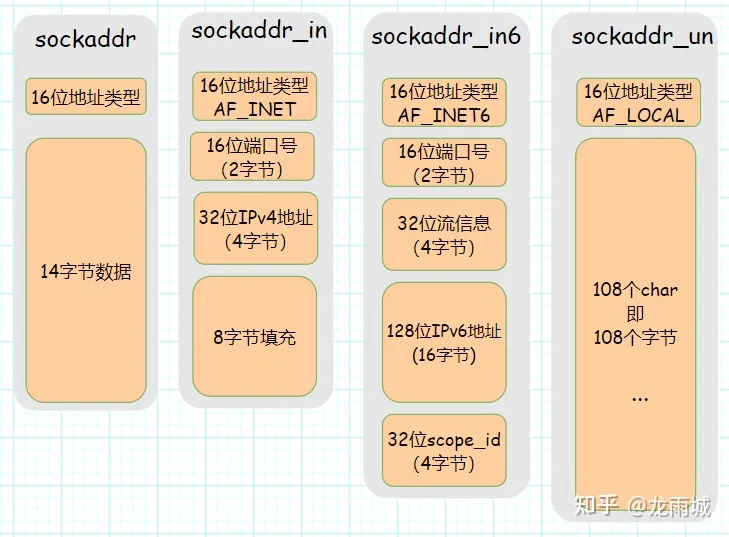 sockaddr
16位地址类型
14字节数据
sockaddr_in
16位地址类型
AF_INET
16位端口号
(2字节)
32位IPv4地址
(4字节)
8字节填充
sockaddr_in6
16位地址类型
AF_INET6
16位端口号
(2字节)
32位流信息
(4字节)
128位IPv6地址
(16字节)
32位scope_id
(4字节)
sockaddr_un
16位地址类型
AF_LOCAL
108个char
即
108个字节
...
知乎 @龙雨城